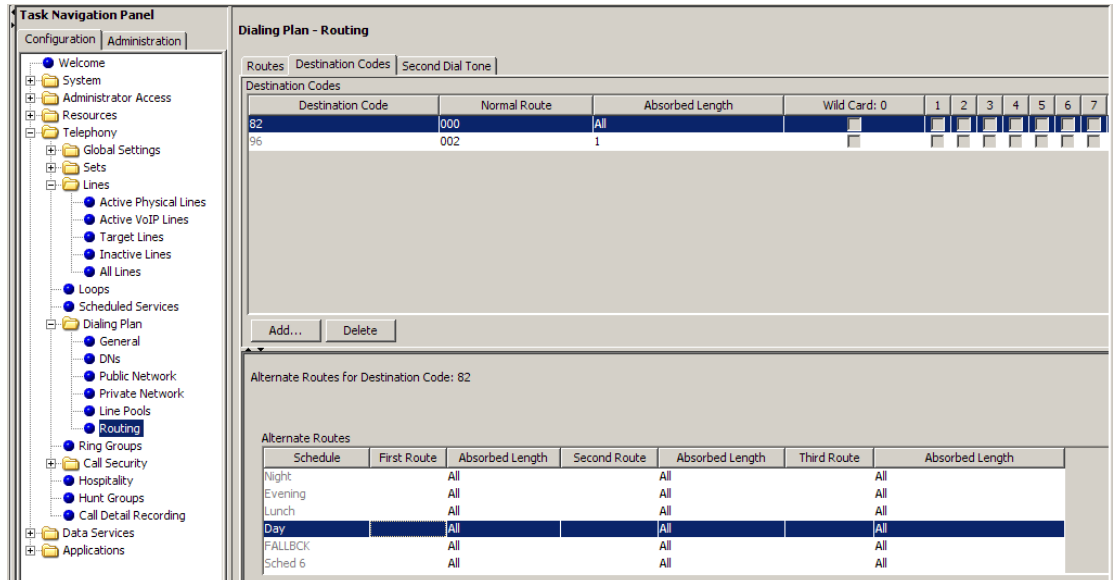 Task Navigation Panel
Configuration Administration
Welcome
System
Administrator Access
Resources
Telephony
Global Settings
Sets
Lines
Active Physical Lines
Active VoIP Lines
Target Lines
Inactive Lines
All Lines
Loops
Scheduled Services
Dialing Plan
General
DNs
Public Network
Private Network
Line Pools
Routing
Ring Groups
Call Security
Hospitality
Hunt Groups
Call Detail Recording
Data Services
Applications
Dialing Plan - Routing
Routes Destination Codes Second Dial Tone
Destination Codes
Destination Code Normal Route Absorbed Length Wild Card: 0 1 2 3 4 5 6 7
82 000 All
96 002 1
Add... Delete
Alternate Routes for Destination Code: 82
Alternate Routes
Schedule First Route Absorbed Length Second Route Absorbed Length Third Route Absorbed Length
Night All All All
Evening All All All
Lunch All All All
Day All All All
FALLBCK All All All
Sched 6 All All All